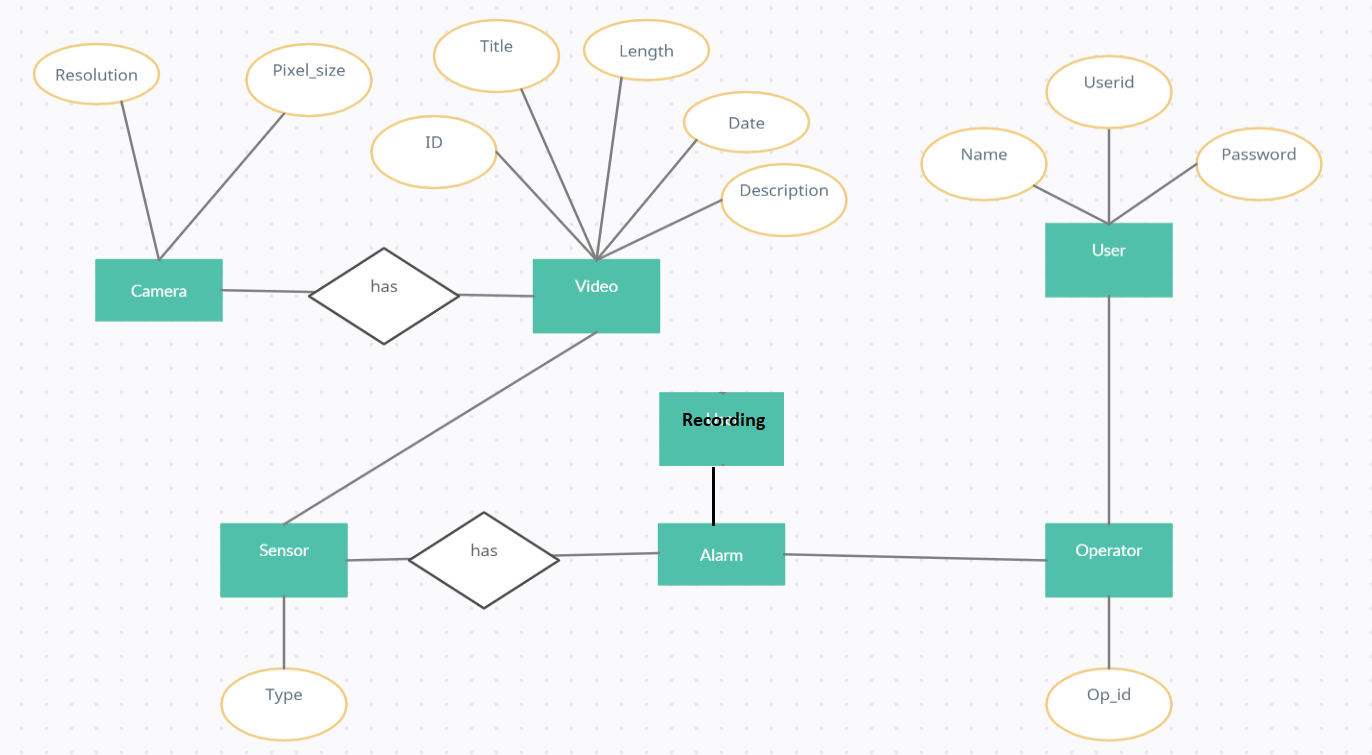 Title
Length
Resolution
Pixel_size
Userid
Date
ID
Name
Password
Description
User
Camera
has
Video
Recording
Sensor
has
Alarm
Operator
Type
Op_id